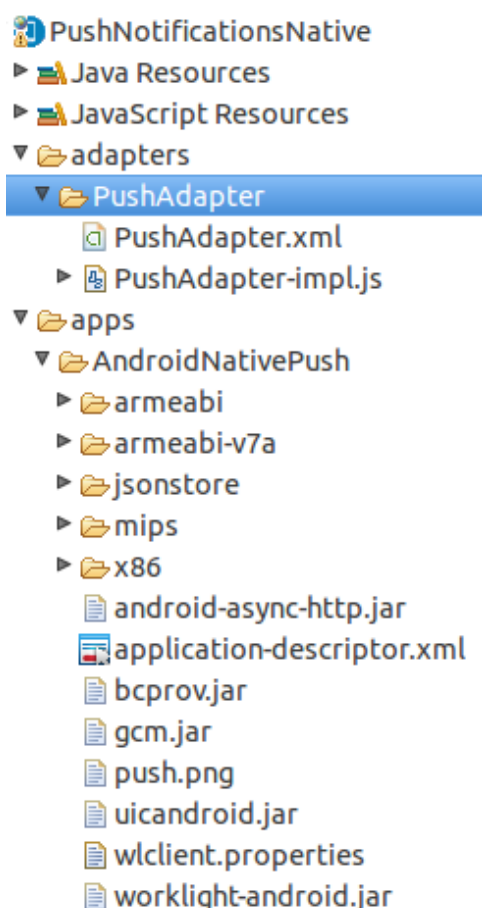 PushNotificationsNative
Java Resources
JavaScript Resources
adapters
PushAdapter
PushAdapter.xml
PushAdapter-impl.js
apps
AndroidNativePush
armeabi
armeabi-v7a
jsonstore
mips
x86
android-async-http.jar
application-descriptor.xml
bcprov.jar
gcm.jar
push.png
uicandroid.jar
wlclient.properties
worklight-android.jar